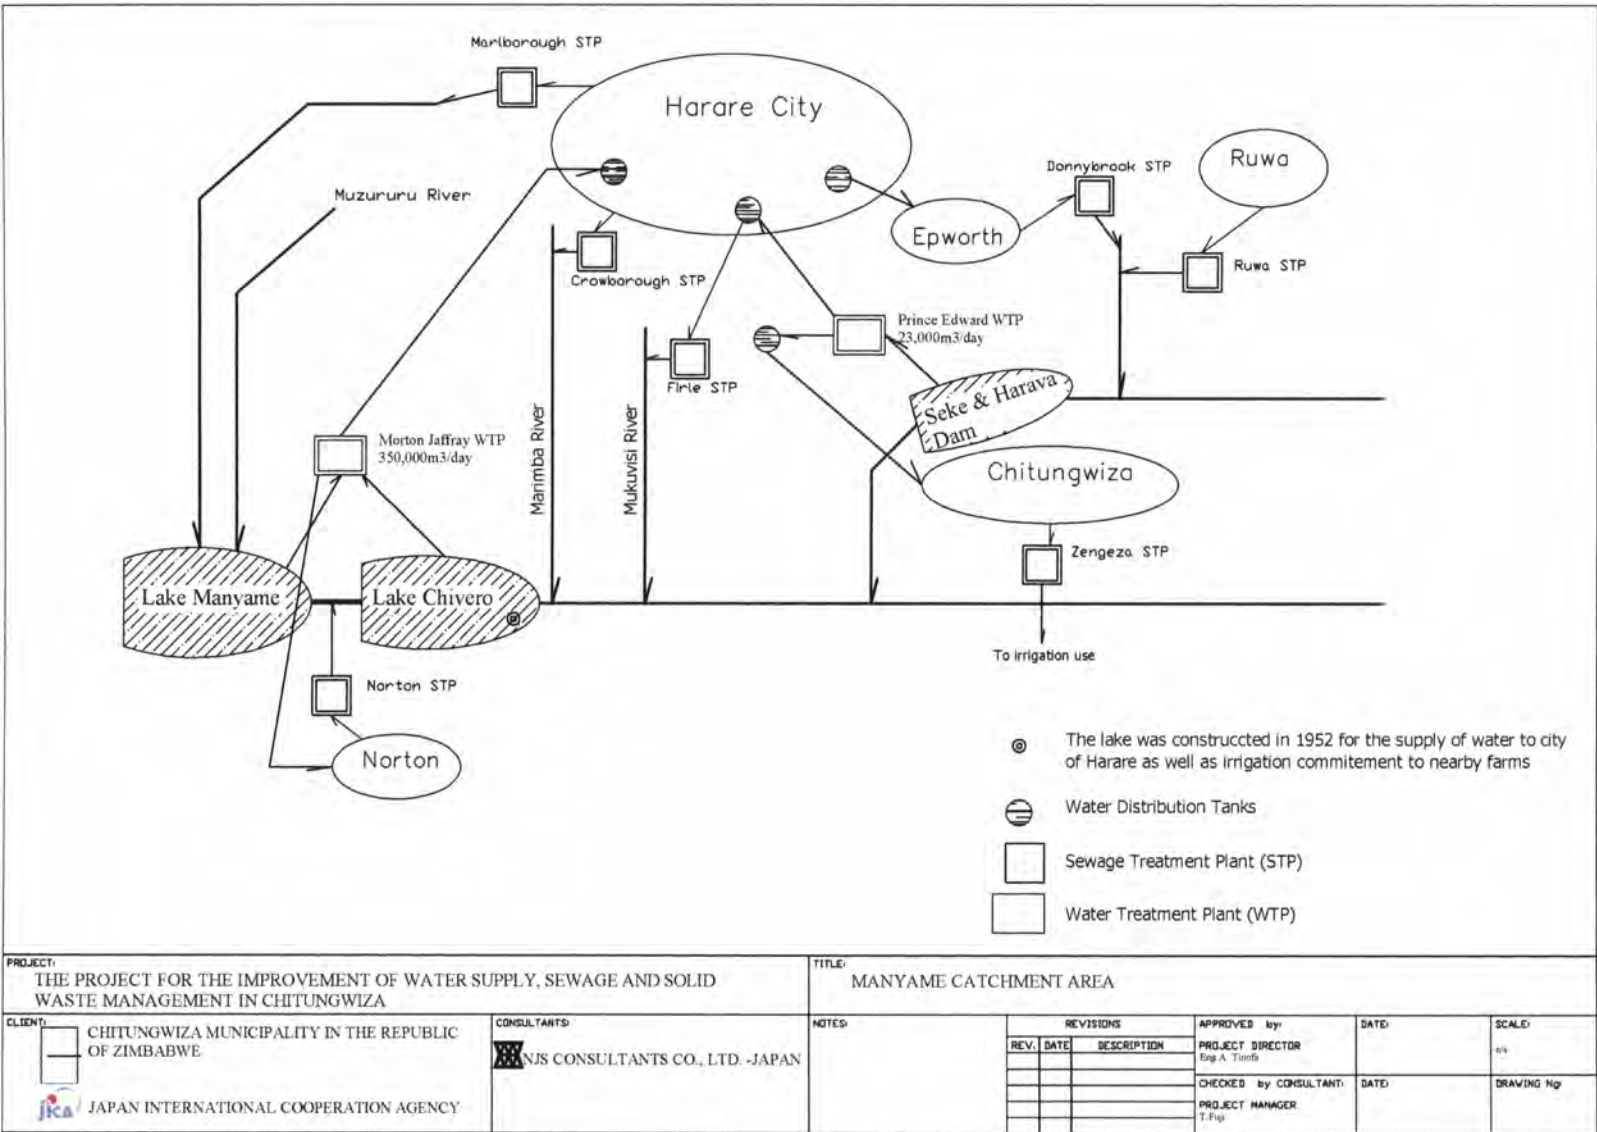 Marlborough STP
Harare City
Muzururu River
Donnybrook STP
Ruwa
Epworth
Ruwa STP
Crowborough STP
Prince Edward WTP
23,000m3/day
Firle STP
Seke & Harava
Dam
Morton Jaffray WTP
350,000m3/day
Marimba River
Mukuvisi River
Chitungwiza
Zengeza STP
Lake Manyame
Lake Chivero
To irrigation use
Norton STP
Norton
The lake was construccted in 1952 for the supply of water to city
of Harare as well as irrigation commitement to nearby farms
Water Distribution Tanks
Sewage Treatment Plant (STP)
Water Treatment Plant (WTP)
PROJECT:
THE PROJECT FOR THE IMPROVEMENT OF WATER SUPPLY, SEWAGE AND SOLID
WASTE MANAGEMENT IN CHITUNGWIZA
TITLE:
MANYAME CATCHMENT AREA
CLIENT:
CHITUNGWIZA MUNICIPALITY IN THE REPUBLIC
OF ZIMBABWE
jica JAPAN INTERNATIONAL COOPERATION AGENCY
CONSULTANTS:
NJS CONSULTANTS CO., LTD. -JAPAN
NOTES:
REVISIONS
REV. DATE DESCRIPTION
APPROVED by:
PROJECT DIRECTOR
Eng A.
DATE:
SCALE:
CHECKED by CONSULTANT:
PROJECT MANAGER
DATE:
DRAWING No: